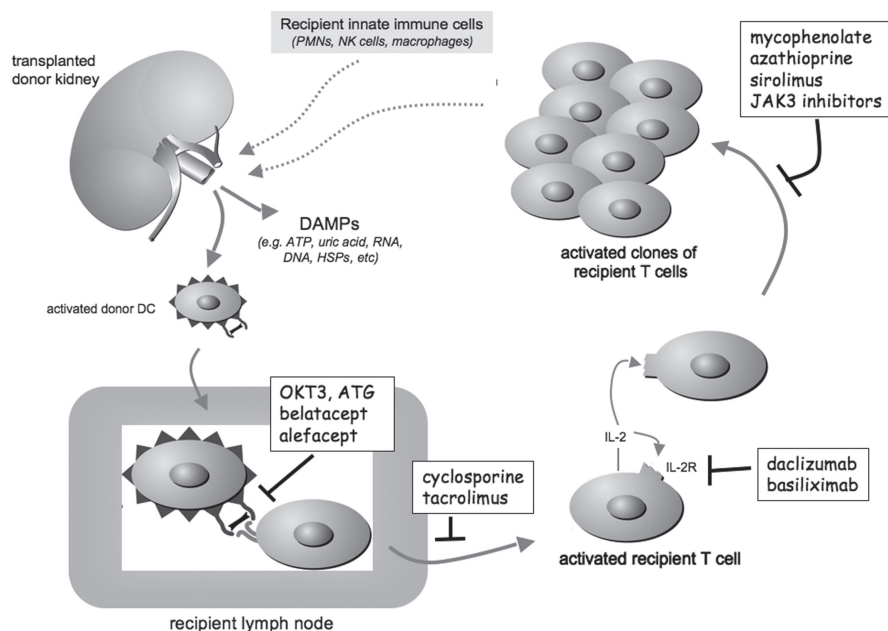 Recipient innate immune cells
(PMNs, NK cells, macrophages)
transplanted
donor kidney
mycophenolate
azathioprine
sirolimus
JAK3 inhibitors
DAMPs
(e.g. ATP, uric acid, RNA,
DNA, HSPs, etc)
activated clones of
recipient T cells
activated donor DC
OKT3, ATG
belatacept
alefacept
IL-2
IL-2R
cyclosporine
tacrolimus
daclizumab
basiliximab
activated recipient T cell
recipient lymph node